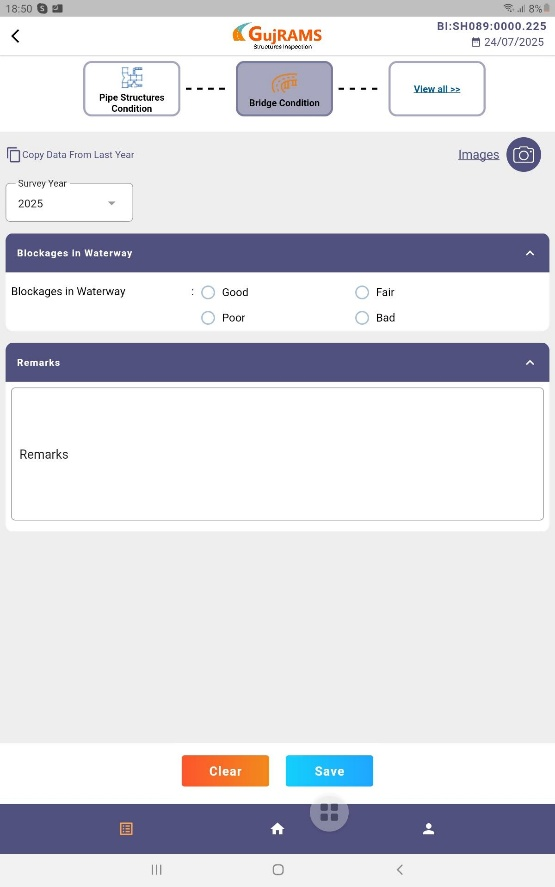 18:50
8%
GujRAMS
Structures Inspection
BI:SH089:0000.225
24/07/2025
Pipe Structures
Condition
Bridge Condition
View all >>
Copy Data From Last Year
Images
Survey Year
2025
Blockages in Waterway
Blockages in Waterway : Good Fair
Poor Bad
Remarks
Remarks
Clear Save